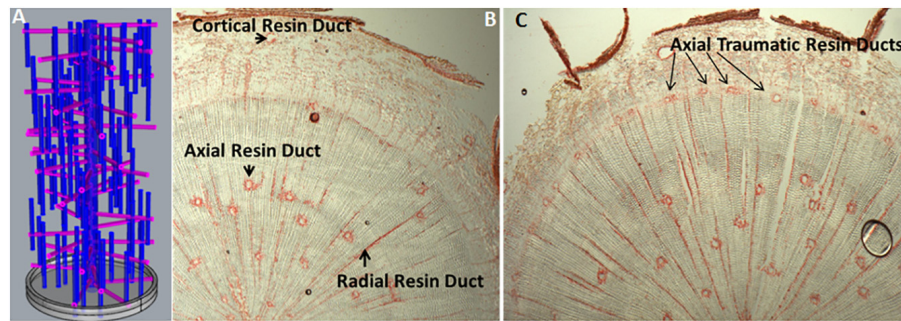 A
Cortical Resin Duct
B
Axial Resin Duct
Radial Resin Duct
C
Axial Traumatic Resin Ducts